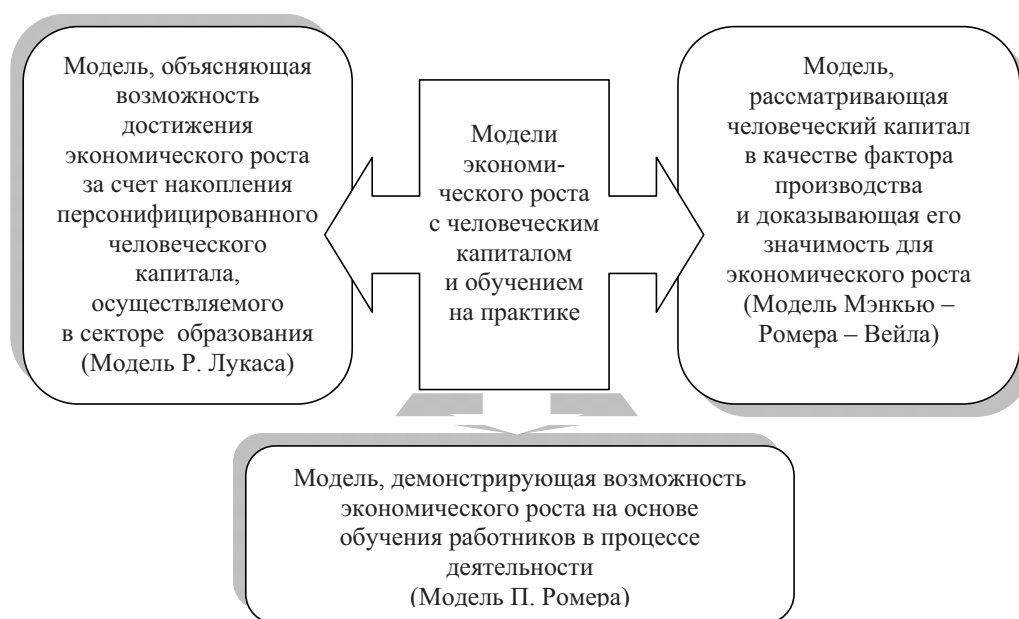 Модель, объясняющая
возможность
достижения
экономического роста
за счет накопления
персонифицированного
человеческого
капитала,
осуществляемого
в секторе образования
(Модель Р. Лукаса)
Модели
экономи-
ческого роста
с человеческим
капиталом
и обучением
на практике
Модель,
рассматривающая
человеческий капитал
в качестве фактора
производства
и доказывающая его
значимость для
экономического роста
(Модель Мэнкью –
Ромера – Вейла)
Модель, демонстрирующая возможность
экономического роста на основе
обучения работников в процессе
деятельности
(Модель П. Ромера)